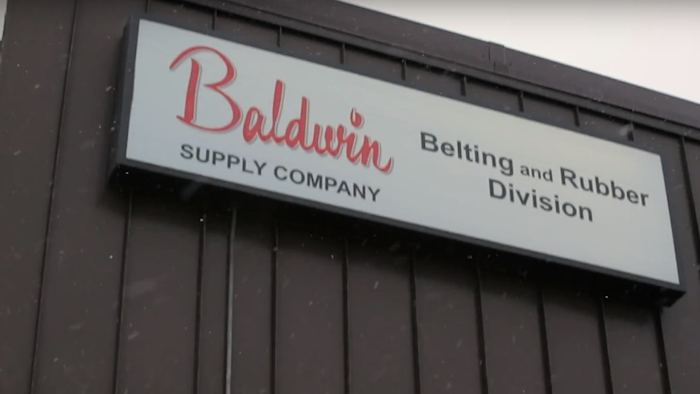 Baldwin
SUPPLY COMPANY
Belting and Rubber
Division